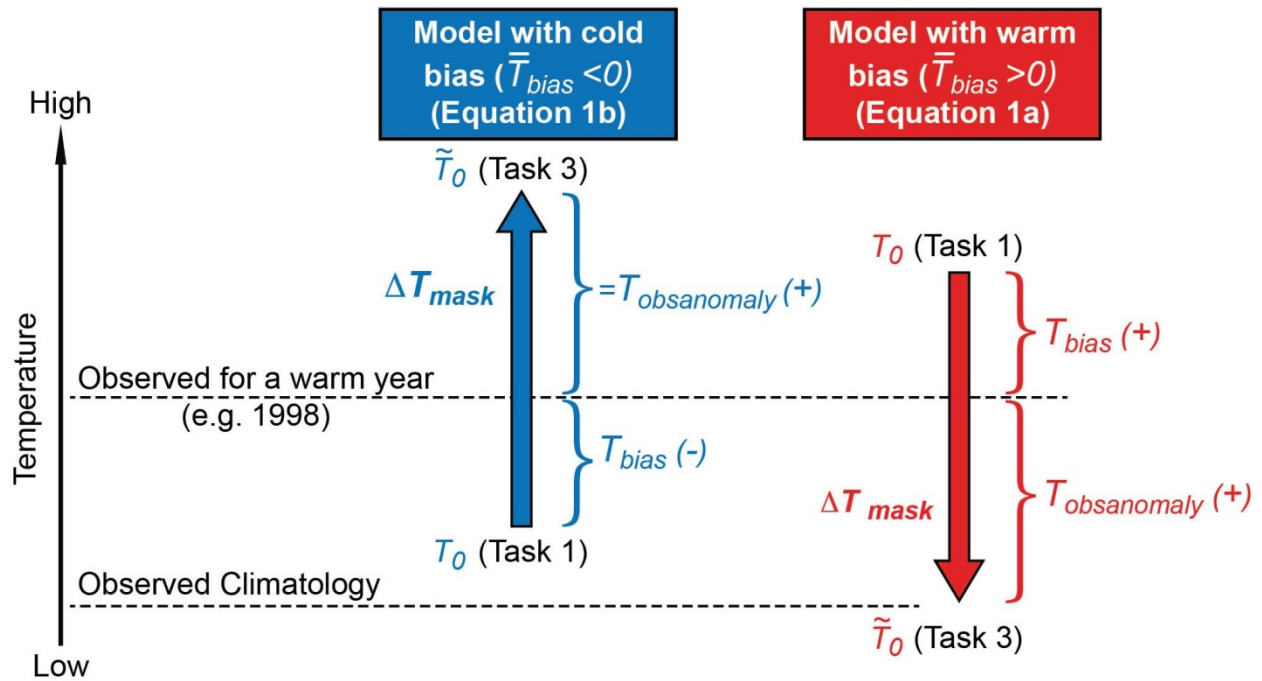 Model with cold
bias (T̅bias <0)
(Equation 1b)
Model with warm
bias (T̅bias >0)
(Equation 1a)
High
T̃0 (Task 3)
T0 (Task 1)
ΔTmask
=Tobsanomaly (+)
Tbias (+)
Temperature
Observed for a warm year
(e.g. 1998)
Tbias (-)
ΔT mask
Tobsanomaly (+)
T0 (Task 1)
Observed Climatology
T̃0 (Task 3)
Low